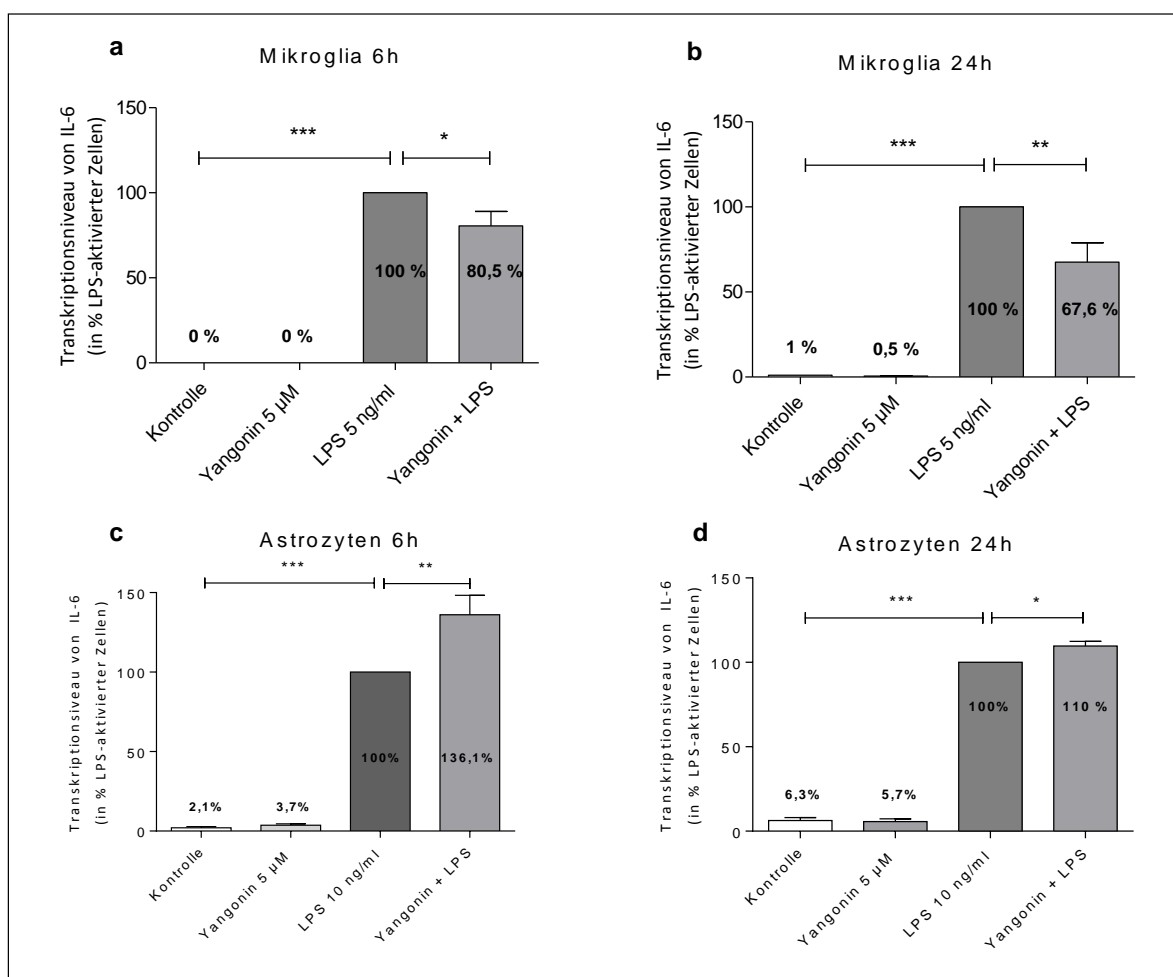 a
Mikroglia 6h
Transkriptionsniveau von IL-6
(in % LPS-aktivierter Zellen)
150
100
50
0
***
*
0 %
0 %
100 %
80,5 %
Kontrolle
Yangonin 5 µM
LPS 5 ng/ml
Yangonin + LPS
b
Mikroglia 24h
Transkriptionsniveau von IL-6
(in % LPS-aktivierter Zellen)
150
100
50
0
***
**
1 %
0,5 %
100 %
67,6 %
Kontrolle
Yangonin 5 µM
LPS 5 ng/ml
Yangonin + LPS
c
Astrozyten 6h
Transkriptionsiveau von IL-6
(in % LPS-aktivierter Zellen)
150
100
50
0
***
**
2,1%
3,7%
100%
136,1%
Kontrolle
Yangonin 5 µM
LPS 10 ng/ml
Yangonin + LPS
d
Astrozyten 24h
Transkriptionsniveau von IL-6
(in % LPS-aktivierter Zellen)
150
100
50
0
***
*
6,3%
5,7%
100%
110 %
Kontrolle
Yangonin 5 µM
LPS 10 ng/ml
Yangonin + LPS